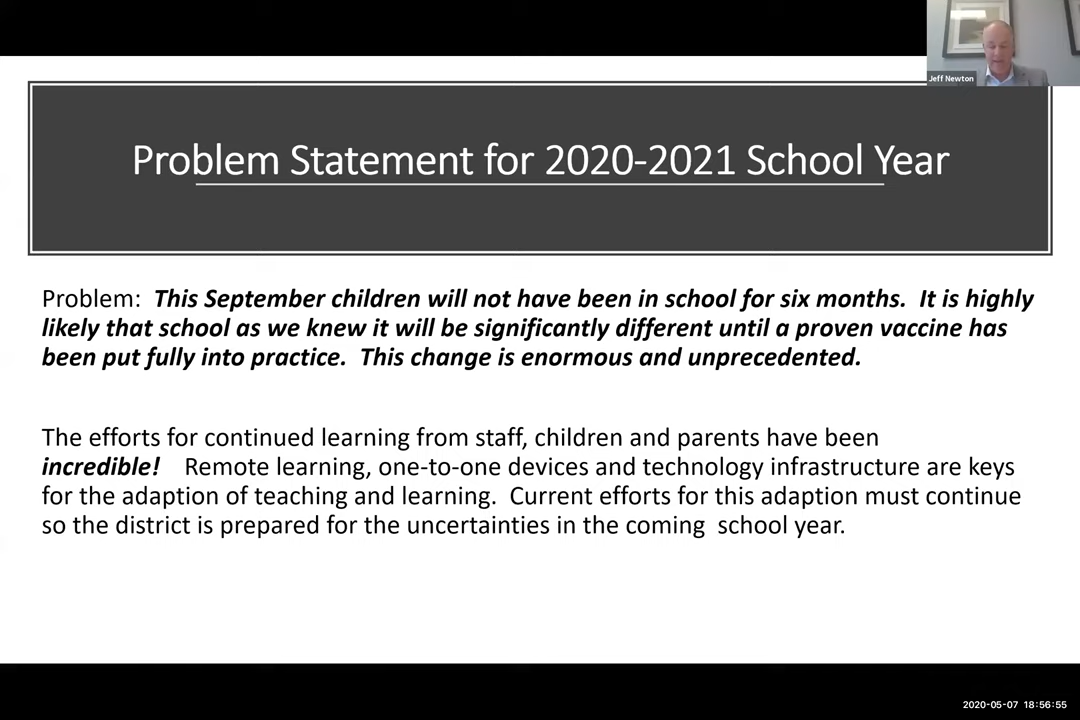 Jeff Newton
Problem Statement for 2020-2021 School Year
Problem:  This September children will not have been in school for six months.  It is highly
likely that school as we knew it will be significantly different until a proven vaccine has
been put fully into practice.  This change is enormous and unprecedented.
The efforts for continued learning from staff, children and parents have been
incredible!    Remote learning, one-to-one devices and technology infrastructure are keys
for the adaption of teaching and learning.  Current efforts for this adaption must continue
so the district is prepared for the uncertainties in the coming  school year.
2020-05-07  18:56:55